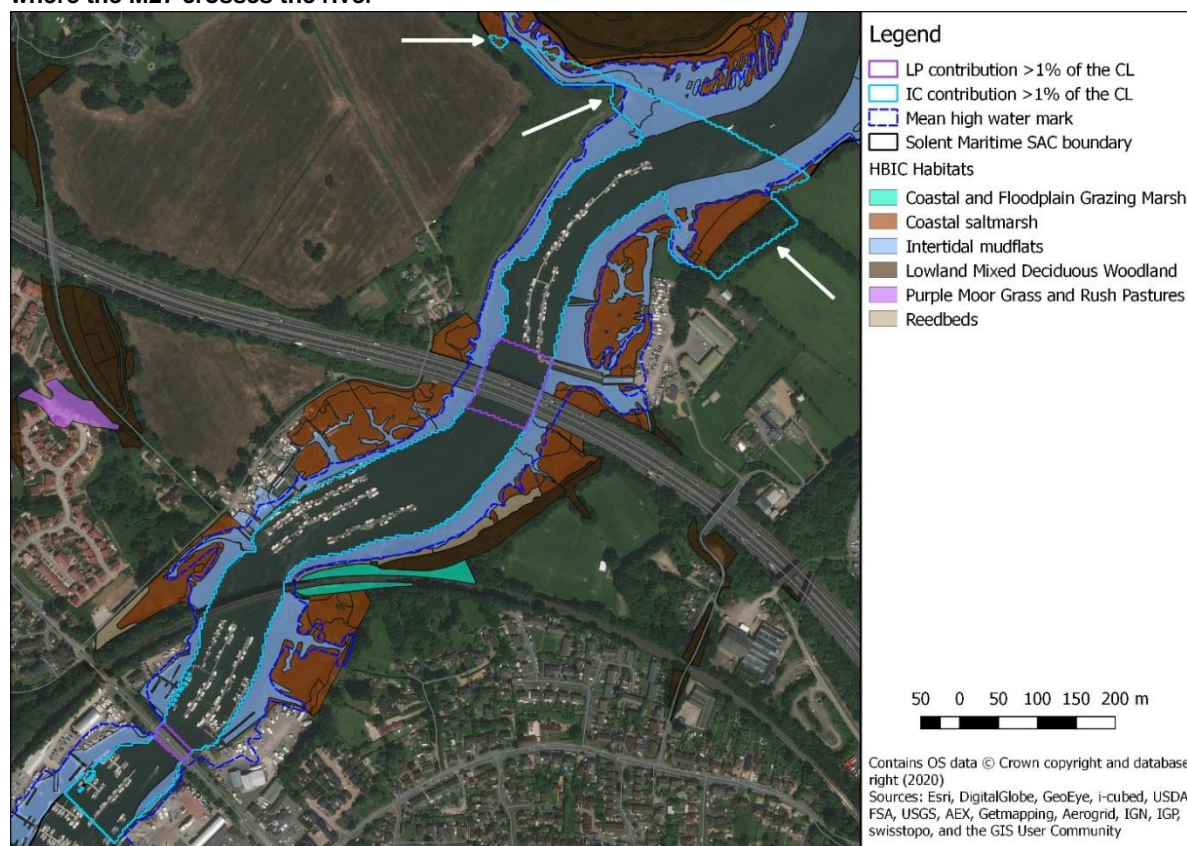 where the M27 crosses the river
Legend
LP contribution >1% of the CL
IC contribution >1% of the CL
Mean high water mark
Solent Maritime SAC boundary
HBIC Habitats
Coastal and Floodplain Grazing Marsh
Coastal saltmarsh
Intertidal mudflats
Lowland Mixed Deciduous Woodland
Purple Moor Grass and Rush Pastures
Reedbeds
50 0 50 100 150 200 m
Contains OS data © Crown copyright and database
right (2020)
Sources: Esri, DigitalGlobe, GeoEye, i-cubed, USDA
FSA, USGS, AEX, Getmapping, Aerogrid, IGN, IGP,
swisstopo, and the GIS User Community